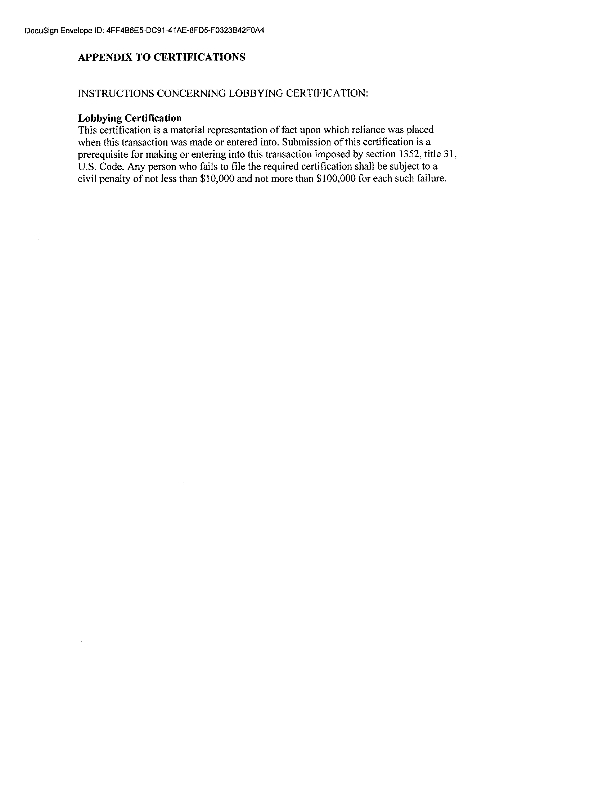 DocuSign Envelope ID: 4FF4B6E5-DC91-41AE-8FD5-F0323B42F0A4
APPENDIX TO CERTIFICATIONS
INSTRUCTIONS CONCERNING LOBBYING CERTIFICATION:
Lobbying Certification
This certification is a material representation of fact upon which reliance was placed
when this transaction was made or entered into. Submission of this certification is a
prerequisite for making or entering into this transaction imposed by section 1352, title 31,
U.S. Code. Any person who fails to file the required certification shall be subject to a
civil penalty of not less than $10,000 and not more than $100,000 for each such failure.